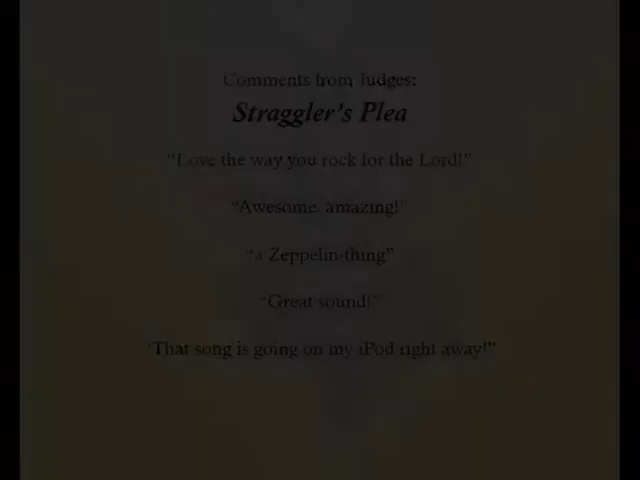 Comments from Judges:
Straggler's Plea
"Love the way you rock for the Lord!"
"Awesome, amazing!"
"a Zeppelin-thing"
"Great sound!"
"That song is going on my iPod right away!"